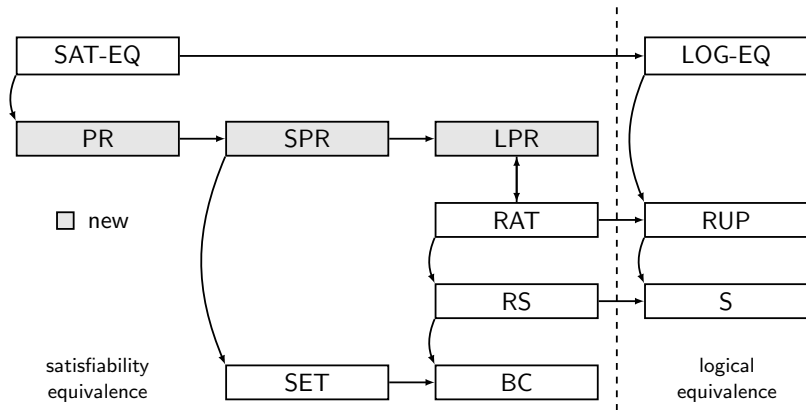 SAT-EQ
LOG-EQ
PR
SPR
LPR
new
RAT
RUP
RS
S
satisfiability
equivalence
SET
BC
logical
equivalence